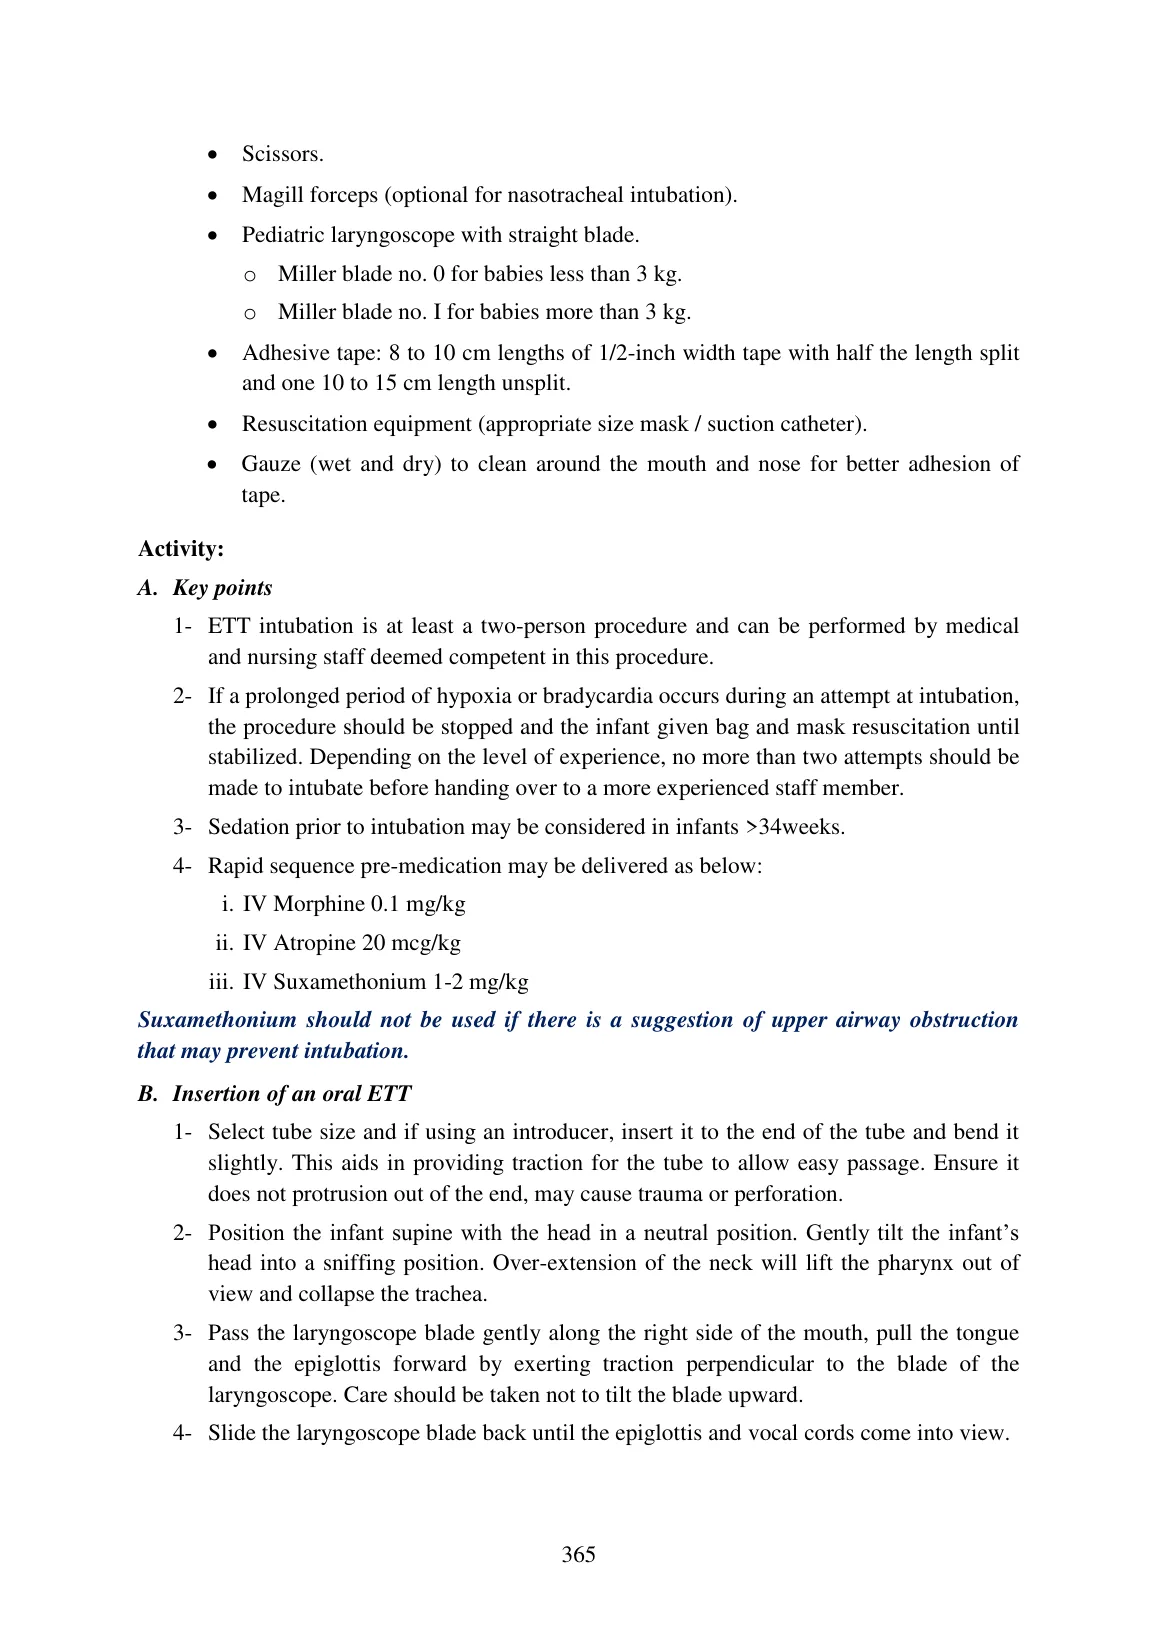 • Scissors.
• Magill forceps (optional for nasotracheal intubation).
• Pediatric laryngoscope with straight blade.
o Miller blade no. 0 for babies less than 3 kg.
o Miller blade no. I for babies more than 3 kg.
• Adhesive tape: 8 to 10 cm lengths of 1/2-inch width tape with half the length split
and one 10 to 15 cm length unsplit.
• Resuscitation equipment (appropriate size mask / suction catheter).
• Gauze (wet and dry) to clean around the mouth and nose for better adhesion of
tape.
Activity:
A. Key points
1- ETT intubation is at least a two-person procedure and can be performed by medical
and nursing staff deemed competent in this procedure.
2- If a prolonged period of hypoxia or bradycardia occurs during an attempt at intubation,
the procedure should be stopped and the infant given bag and mask resuscitation until
stabilized. Depending on the level of experience, no more than two attempts should be
made to intubate before handing over to a more experienced staff member.
3- Sedation prior to intubation may be considered in infants >34weeks.
4- Rapid sequence pre-medication may be delivered as below:
i. IV Morphine 0.1 mg/kg
ii. IV Atropine 20 mcg/kg
iii. IV Suxamethonium 1-2 mg/kg
Suxamethonium should not be used if there is a suggestion of upper airway obstruction
that may prevent intubation.
B. Insertion of an oral ETT
1- Select tube size and if using an introducer, insert it to the end of the tube and bend it
slightly. This aids in providing traction for the tube to allow easy passage. Ensure it
does not protrusion out of the end, may cause trauma or perforation.
2- Position the infant supine with the head in a neutral position. Gently tilt the infant's
head into a sniffing position. Over-extension of the neck will lift the pharynx out of
view and collapse the trachea.
3- Pass the laryngoscope blade gently along the right side of the mouth, pull the tongue
and the epiglottis forward by exerting traction perpendicular to the blade of the
laryngoscope. Care should be taken not to tilt the blade upward.
4- Slide the laryngoscope blade back until the epiglottis and vocal cords come into view.
365